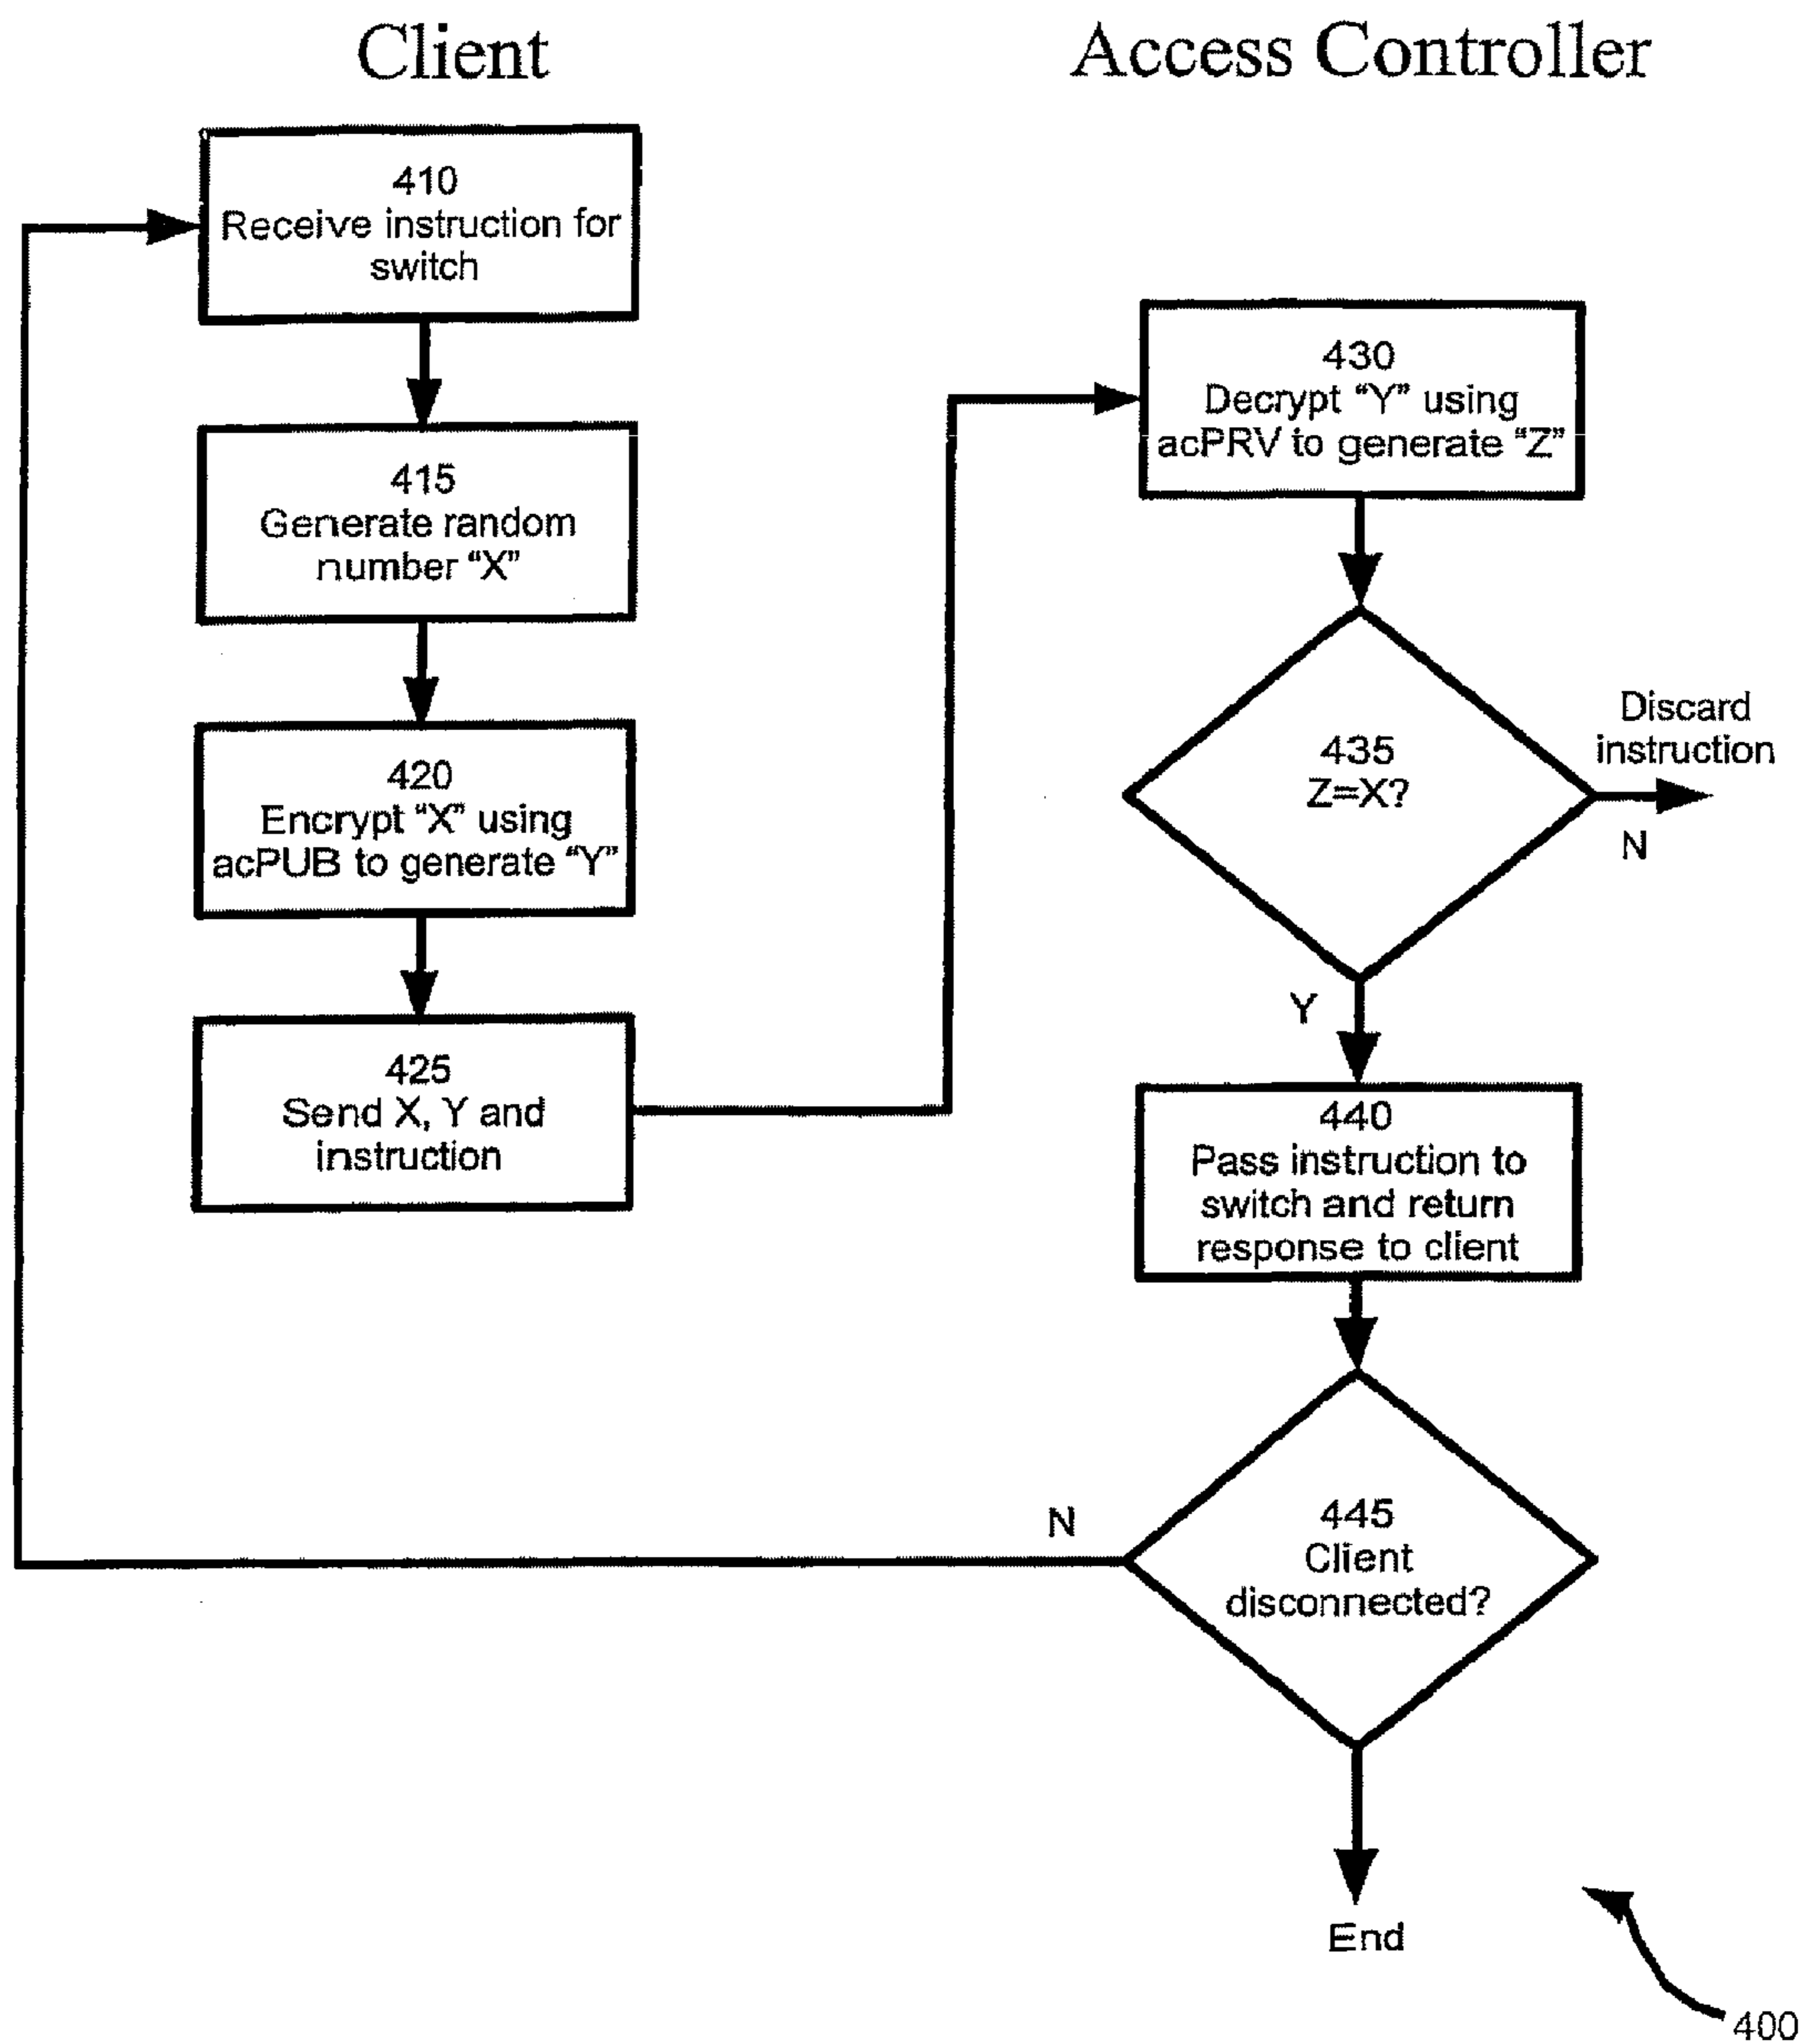 Client
Access Controller
410
Receive instruction for
switch
415
Generate random
number “X”
420
Encrypt “X” using
acPUB to generate “Y”
425
Send X, Y and
instruction
430
Decrypt “Y” using
acPRV to generate “Z”
435
Z=X?
Discard
instruction
N
Y
440
Pass instruction to
switch and return
response to client
445
Client
disconnected?
N
End
400